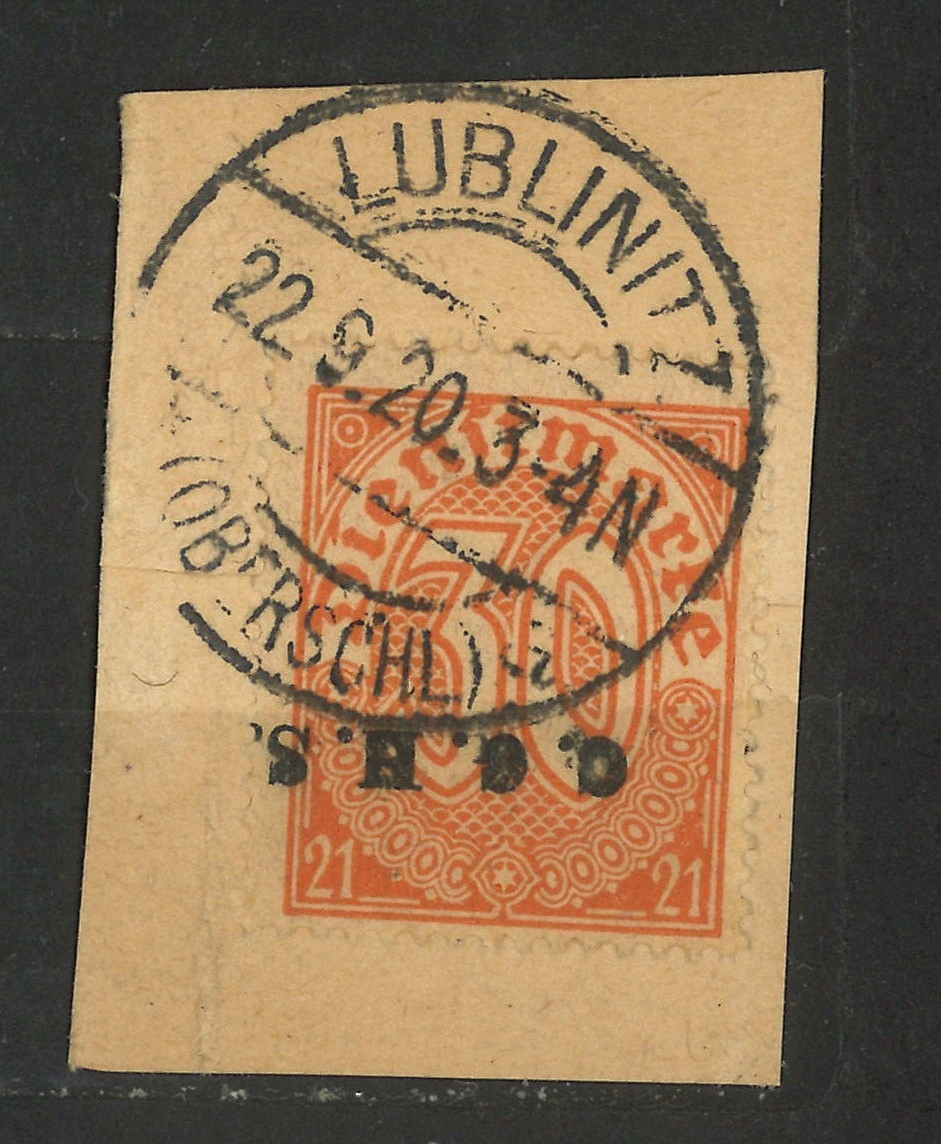 LUBLINITZ
22.9.20.3-4N
(OBERSCHL)
Dienstmarke
30
C.G.H.S.
21 21